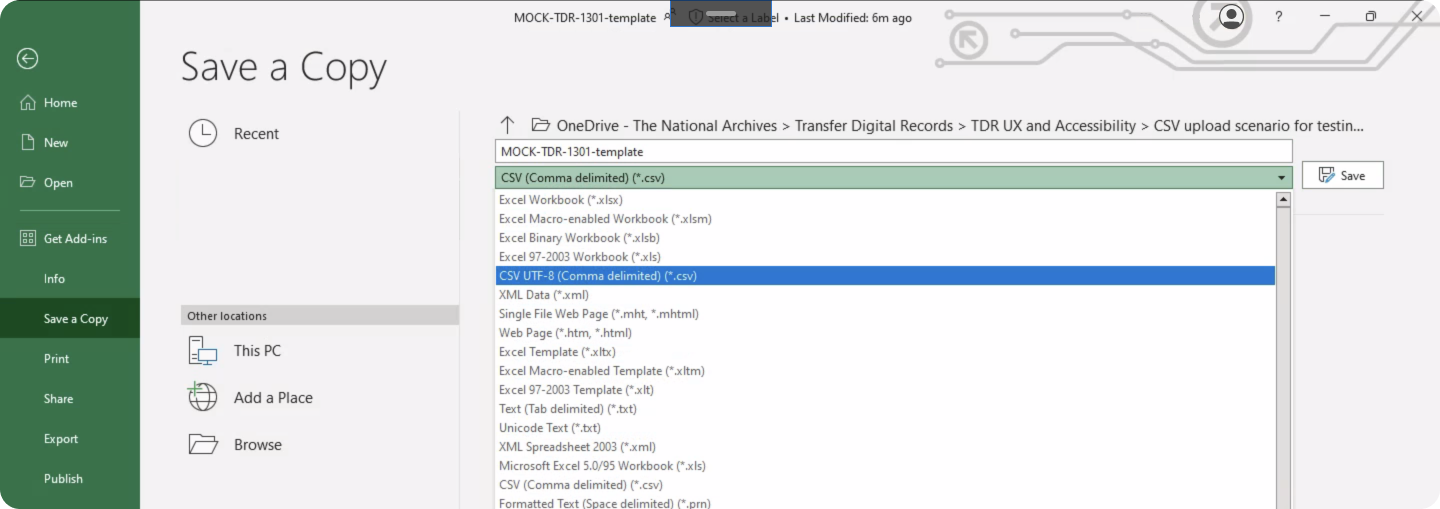 MOCK-TDR-1301-template Select a Label • Last Modified: 6m ago ?
Save a Copy
Home
New
Open
Get Add-ins
Info
Save a Copy
Print
Share
Export
Publish
Recent
Other locations
This PC
Add a Place
Browse
OneDrive - The National Archives > Transfer Digital Records > TDR UX and Accessibility > CSV upload scenario for testin...
MOCK-TDR-1301-template
CSV (Comma delimited) (*.csv)
Save
Excel Workbook (*.xlsx)
Excel Macro-enabled Workbook (*.xlsm)
Excel Binary Workbook (*.xlsb)
Excel 97-2003 Workbook (*.xls)
CSV UTF-8 (Comma delimited) (*.csv)
XML Data (*.xml)
Single File Web Page (*.mht, *.mhtml)
Web Page (*.htm, *.html)
Excel Template (*.xltx)
Excel Macro-enabled Template (*.xltm)
Excel 97-2003 Template (*.xlt)
Text (Tab delimited) (*.txt)
Unicode Text (*.txt)
XML Spreadsheet 2003 (*.xml)
Microsoft Excel 5.0/95 Workbook (*.xls)
CSV (Comma delimited) (*.csv)
Formatted Text (Space delimited) (*.prn)